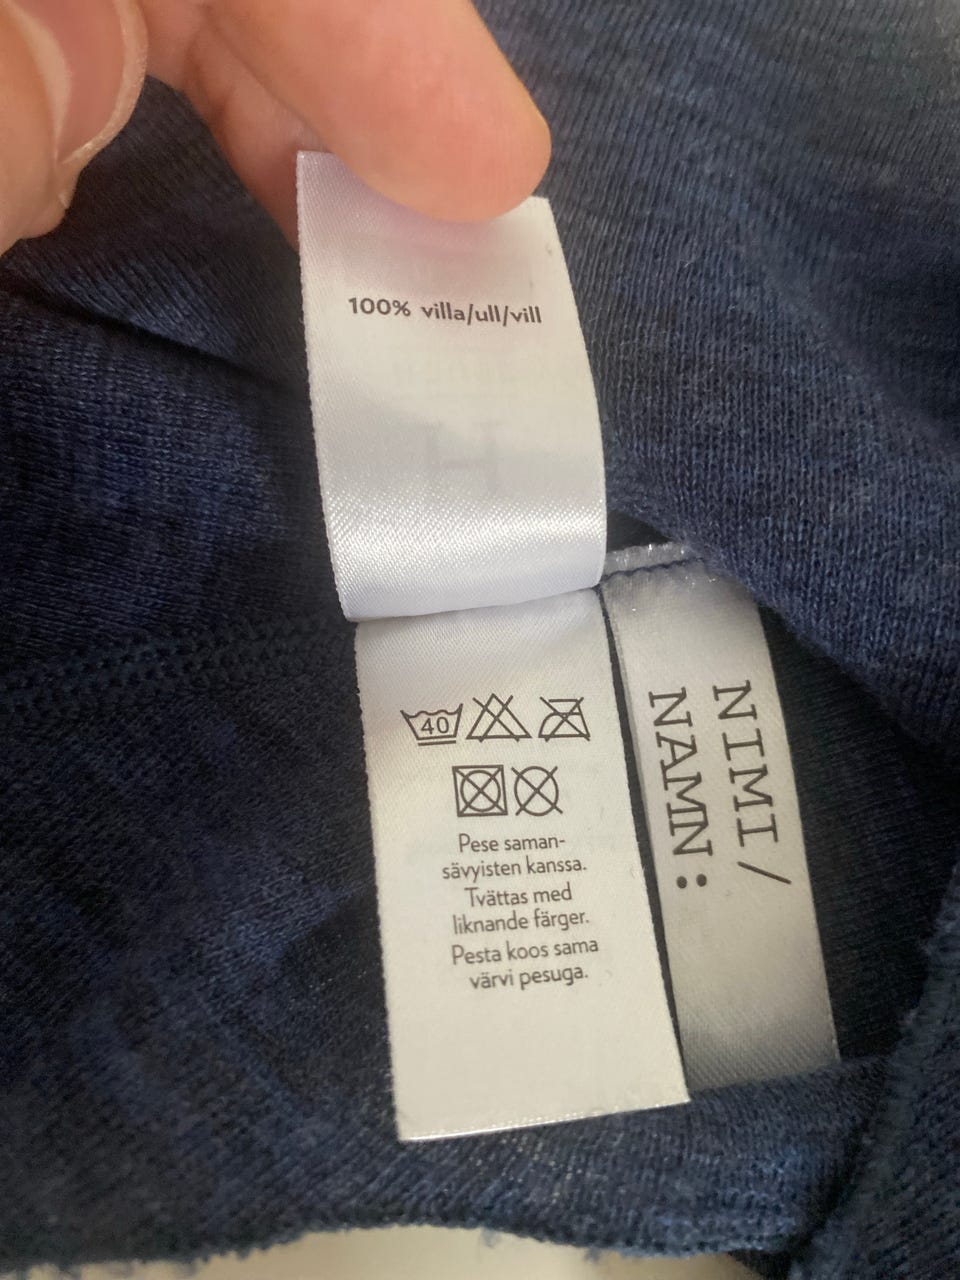 100% villa/ull/vill
40
Pese saman-
sävyisten kanssa.
Tvättas med
liknande färger.
Pesta koos sama
värvi pesuga.
NIMI /
NAMN :